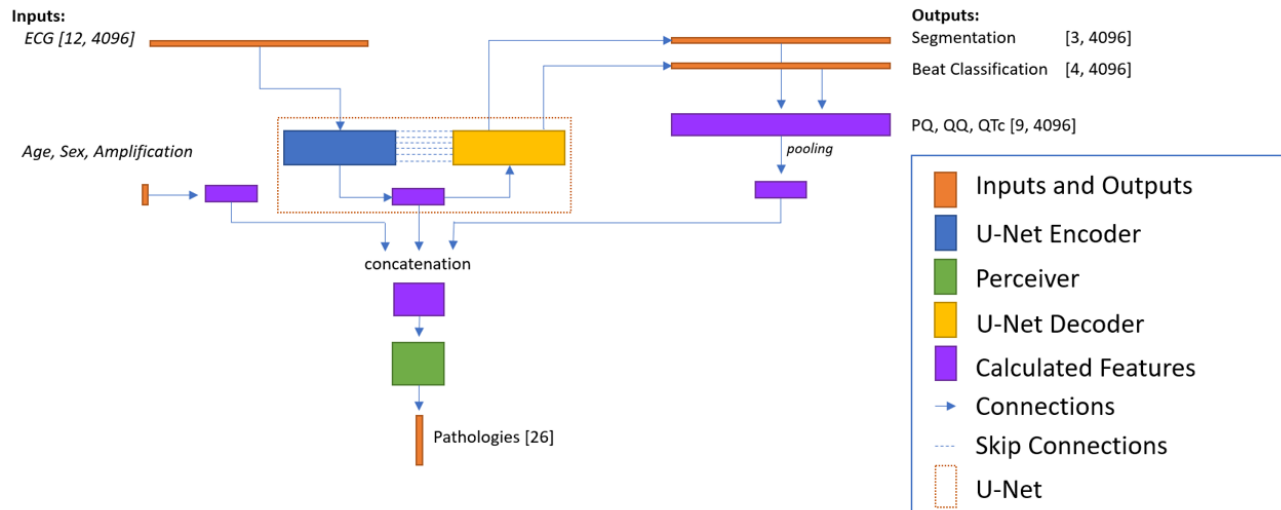 Inputs:
ECG [12, 4096]
Outputs:
Segmentation [3, 4096]
Beat Classification [4, 4096]
PQ, QQ, QTc [9, 4096]
pooling
Age, Sex, Amplification
concatenation
Pathologies [26]
Inputs and Outputs
U-Net Encoder
Perceiver
U-Net Decoder
Calculated Features
Connections
Skip Connections
U-Net